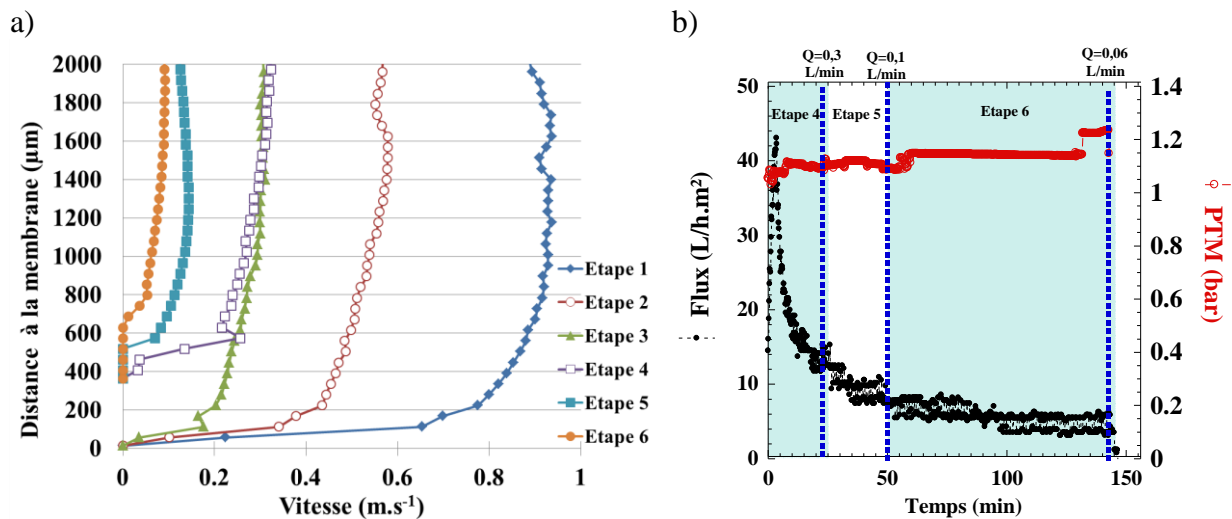 a)
2000
1800
1600
1400
1200
1000
800
600
400
200
0
Distance à la membrane (µm)
0
0.2
0.4
0.6
0.8
1
Vitesse (m.s⁻¹)
Etape 1
Etape 2
Etape 3
Etape 4
Etape 5
Etape 6
b)
Q=0,3
L/min
Q=0,1
L/min
Q=0,06
L/min
Etape 4
Etape 5
Etape 6
50
40
30
20
10
0
Flux (L/h.m²)
0
50
100
150
Temps (min)
1.4
1.2
1
0.8
0.6
0.4
0.2
0
PTM (bar)